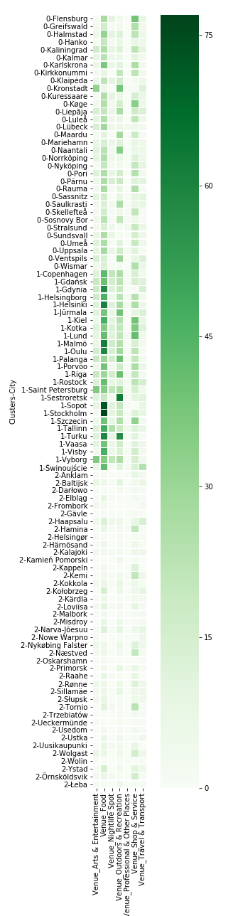 0-Flensburg
0-Greifswald
0-Halmstad
0-Hanko
0-Kaliningrad
0-Kalmar
0-Karlskrona
0-Kirkkonummi
0-Klaipėda
0-Kronstadt
0-Kuressaare
0-Køge
0-Liepāja
0-Luleå
0-Lübeck
0-Maardu
0-Mariehamn
0-Naantali
0-Norrköping
0-Nyköping
0-Pori
0-Pärnu
0-Rauma
0-Sassnitz
0-Saulkrasti
0-Skellefteå
0-Sosnovy Bor
0-Stralsund
0-Sundsvall
0-Umeå
0-Uppsala
0-Ventspils
0-Wismar
1-Copenhagen
1-Gdańsk
1-Gdynia
1-Helsingborg
1-Helsinki
1-Jūrmala
1-Kiel
1-Kotka
1-Lund
1-Malmö
1-Oulu
1-Palanga
1-Porvoo
1-Riga
1-Rostock
1-Saint Petersburg
1-Sestroretsk
1-Sopot
1-Stockholm
1-Szczecin
1-Tallinn
1-Turku
1-Vaasa
1-Visby
1-Vyborg
1-Świnoujście
2-Anklam
2-Baltijsk
2-Darłowo
2-Elbląg
2-Frombork
2-Gävle
2-Haapsalu
2-Hamina
2-Helsingør
2-Härnösand
2-Kalajoki
2-Kamień Pomorski
2-Kappeln
2-Kemi
2-Kokkola
2-Kołobrzeg
2-Kärdla
2-Loviisa
2-Malbork
2-Misdroy
2-Narva-Jõesuu
2-Nowe Warpno
2-Nykøbing Falster
2-Næstved
2-Oskarshamn
2-Primorsk
2-Raahe
2-Rønne
2-Sillamäe
2-Słupsk
2-Tornio
2-Trzebiatów
2-Ueckermünde
2-Usedom
2-Ustka
2-Uusikaupunki
2-Wolgast
2-Wolin
2-Ystad
2-Örnsköldsvik
2-Łeba
Clusters-City
Venue_Arts & Entertainment
Venue_Food
Venue_Nightlife Spot
Venue_Outdoors & Recreation
Venue_Professional & Other Places
Venue_Shop & Service
Venue_Travel & Transport
75
60
45
30
15
0